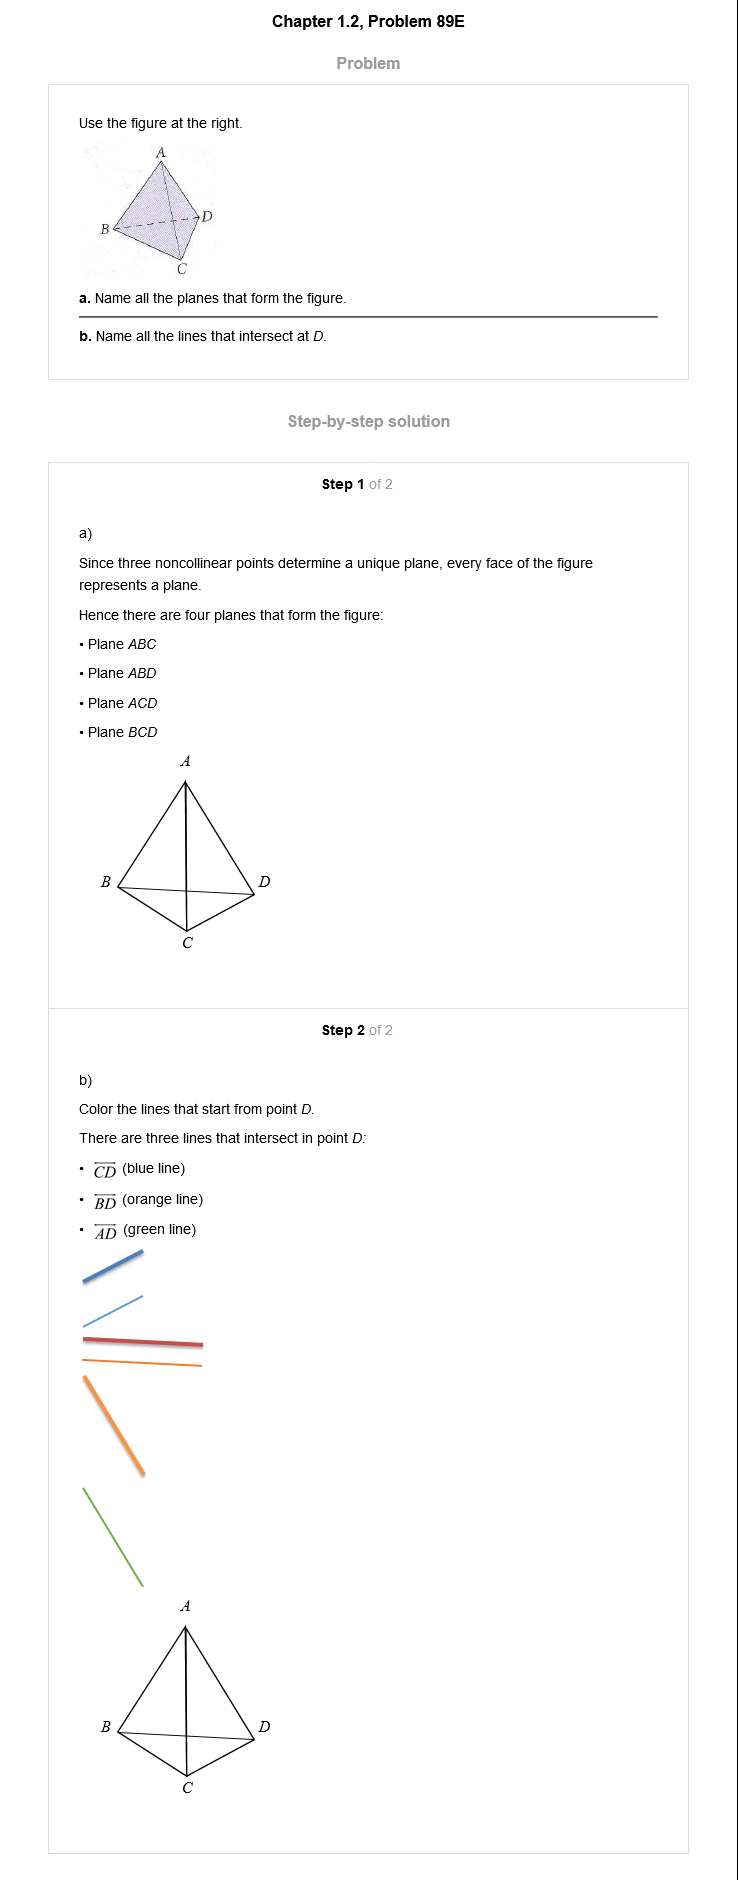 Chapter 1.2, Problem 89E
Problem
Use the figure at the right.
A
D
B
C
a. Name all the planes that form the figure.
b. Name all the lines that intersect at D.
Step-by-step solution
Step 1 of 2
a)
Since three noncollinear points determine a unique plane, every face of the figure
represents a plane.
Hence there are four planes that form the figure:
• Plane ABC
• Plane ABD
• Plane ACD
• Plane BCD
A
B
D
C
Step 2 of 2
b)
Color the lines that start from point D.
There are three lines that intersect in point D:
• CD (blue line)
• BD (orange line)
• AD (green line)
A
B
D
C